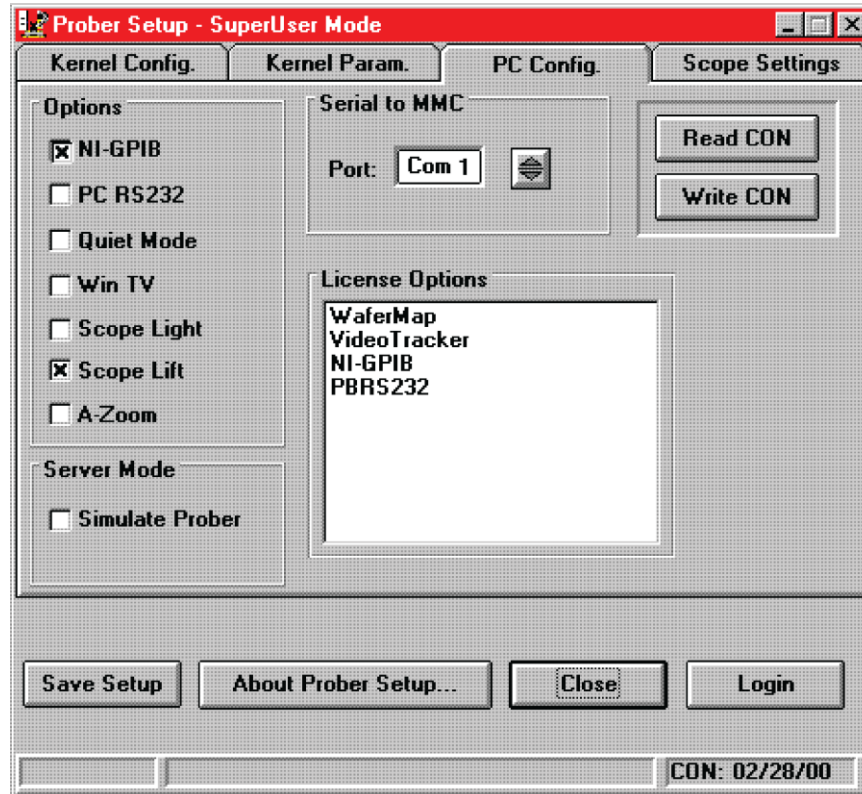 Prober Setup - SuperUser Mode
Kernel Config. Kernel Param. PC Config. Scope Settings
Options
NI-GPIB
PC RS232
Quiet Mode
Win TV
Scope Light
Scope Lift
A-Zoom
Server Mode
Simulate Prober
Serial to MMC
Port: Com 1
Read CON
Write CON
License Options
WaferMap
VideoTracker
NI-GPIB
PBRS232
Save Setup About Prober Setup... Close Login
CON: 02/28/00